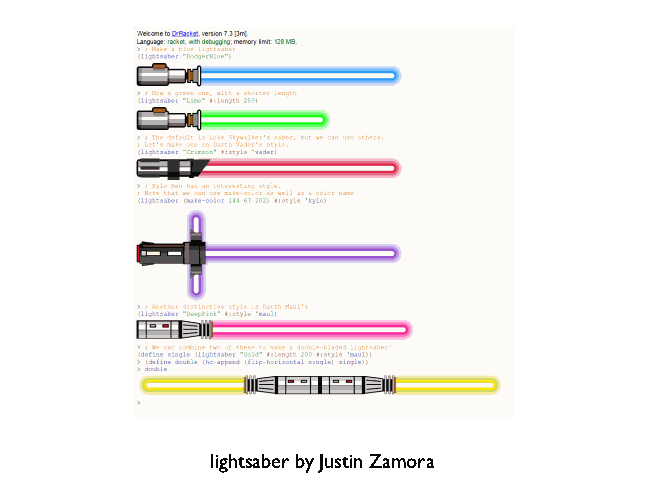 Welcome to DrRacket, version 7.3 [3m].
Language: racket, with debugging; memory limit: 128 MB.
> ; Make a blue lightsaber
(lightsaber "DodgerBlue")
> ; Now a green one, with a shorter length
(lightsaber "Lime" #:length 250)
> ; The default is Luke Skywalker's saber, but we can use others.
; Let's make one in Darth Vader's style.
(lightsaber "Crimson" #:style 'vader)
> ; Kylo Ren had an interesting style.
; Note that we can use make-color as well as a color name
(lightsaber (make-color 144 67 202) #:style 'kylo)
> ; Another distinctive style is Darth Maul's
(lightsaber "DeepPink" #:style 'maul)
> ; We can combine two of these to make a double-bladed lightsaber!
(define single (lightsaber "Gold" #:length 200 #:style 'maul))
> (define double (hc-append (flip-horizontal single) single))
> double
>
lightsaber by Justin Zamora